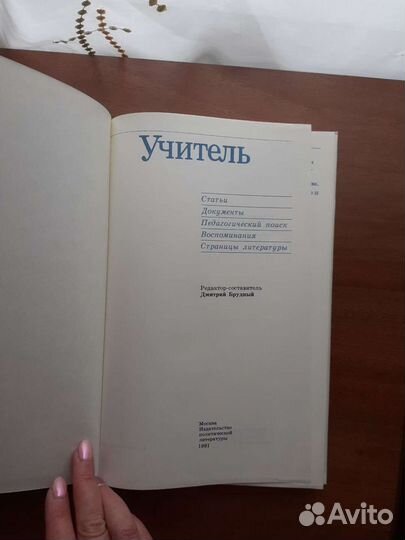 Учитель
Статьи
Документы
Педагогический поиск
Воспоминания
Страницы литературы
Редактор-составитель
Дмитрий Брудный
Москва
Издательство
политической
литературы
1991
Avito